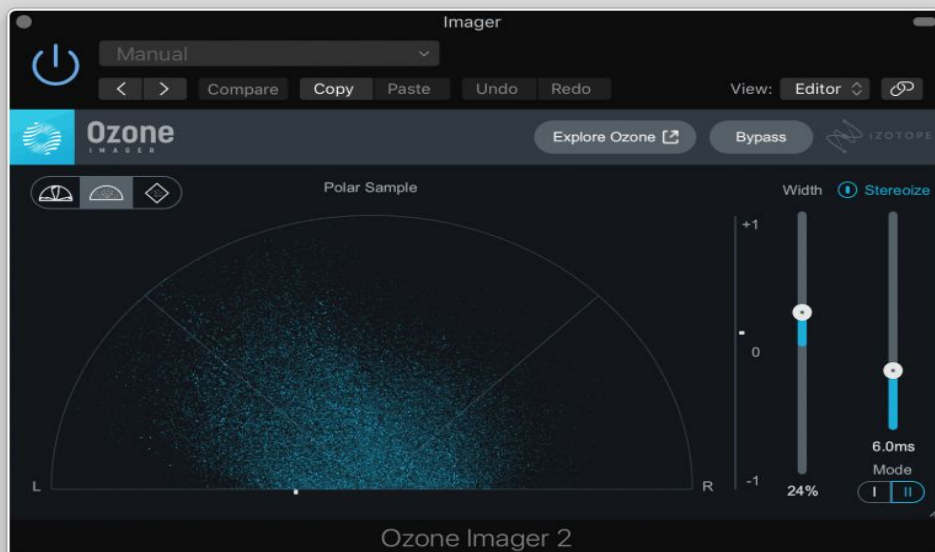 Imager
Manual
Compare Copy Paste Undo Redo View: Editor
Ozone
IMAGER
Explore Ozone Bypass iZOTOPE
Polar Sample Width Stereoize
+1
0
6.0ms
Mode
L R -1 24% I II
Ozone Imager 2